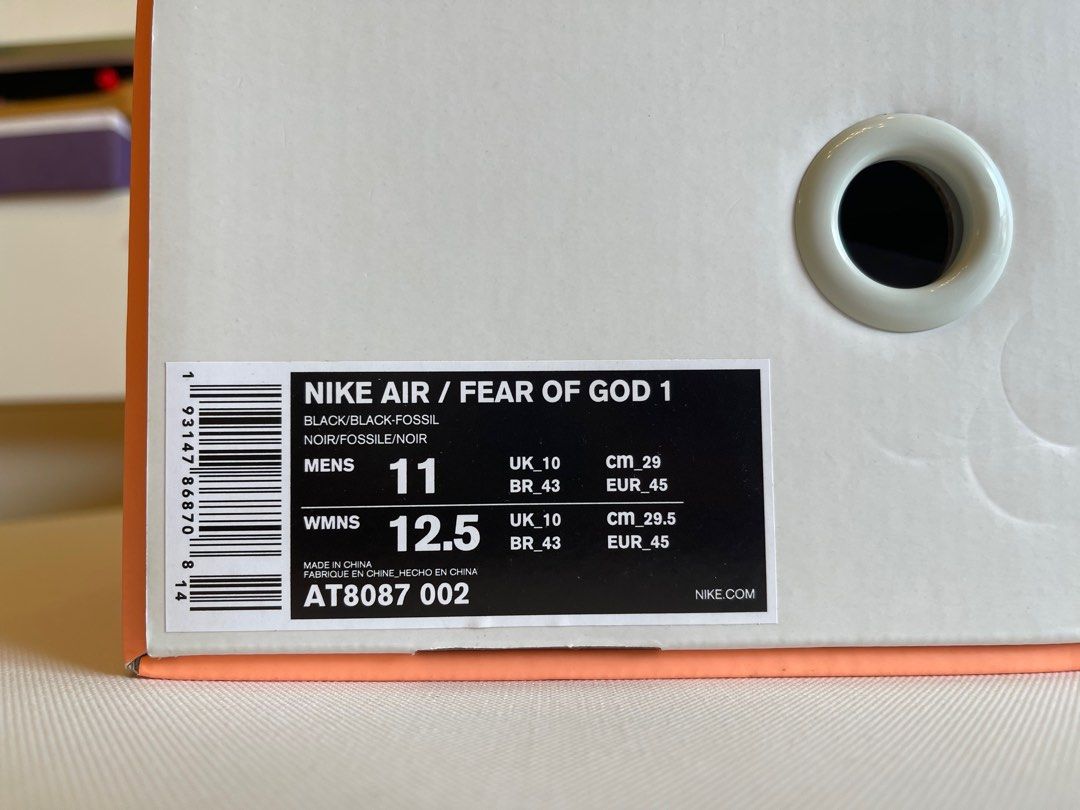 NIKE AIR / FEAR OF GOD 1
BLACK/BLACK-FOSSIL
NOIR/FOSSILE/NOIR
MENS 11 UK_10 cm_29
BR_43 EUR_45
WMNS 12.5 UK_10 cm_29.5
BR_43 EUR_45
MADE IN CHINA
FABRIQUE EN CHINE_HECHO EN CHINA
AT8087 002 NIKE.COM
1 93147 86870 8 14